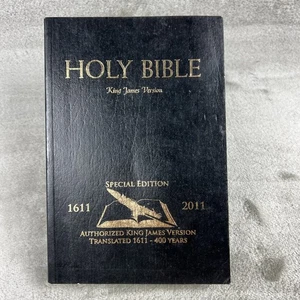 HOLY BIBLE
King James Version
SPECIAL EDITION
1611 2011
AUTHORIZED KING JAMES VERSION
TRANSLATED 1611 - 400 YEARS